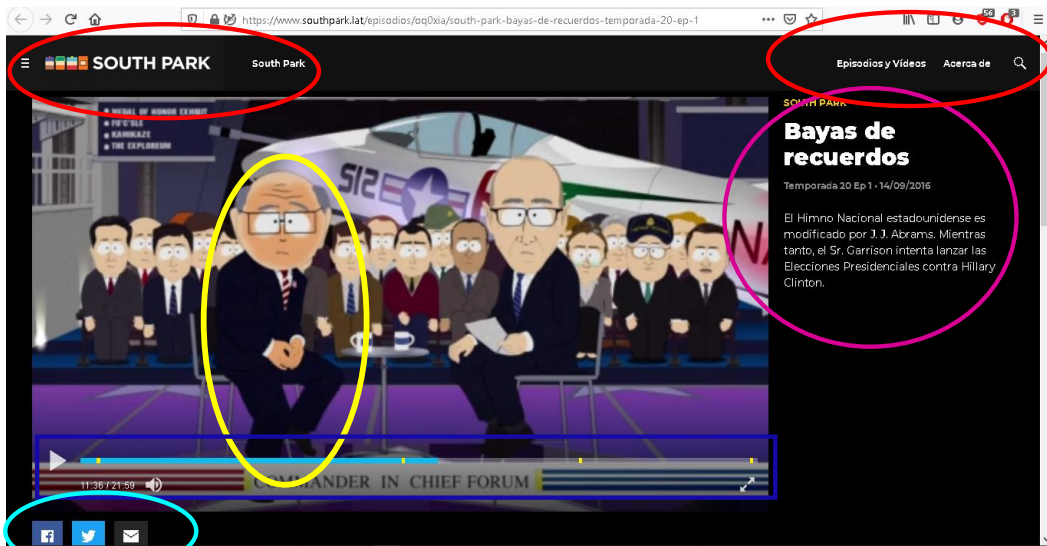 https://www.southpark.lat/episodios/oq0xia/south-park-bayas-de-recuerdos-temporada-20-ep-1
56
3
SOUTH PARK
South Park
Episodios y Vídeos
Acerca de
MEDAL OF HONOR EXHIBIT
KAMIKAZE
THE EXPLOREUM
512
SOUTH PARK
Bayas de
recuerdos
Temporada 20 Ep 1 • 14/09/2016
El Himno Nacional estadounidense es
modificado por J. J. Abrams. Mientras
tanto, el Sr. Garrison intenta lanzar las
Elecciones Presidenciales contra Hillary
Clinton.
11:36 / 21:59
COMMANDER IN CHIEF FORUM